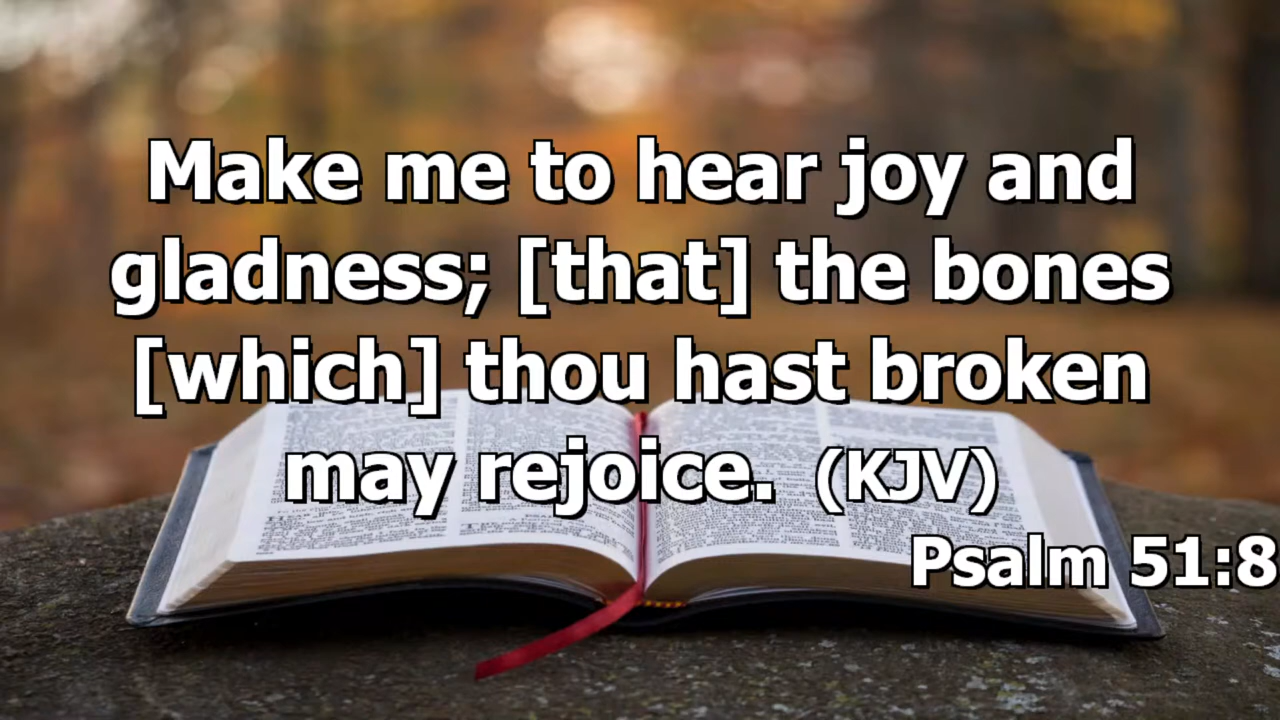 Make me to hear joy and
gladness; [that] the bones
[which] thou hast broken
may rejoice. (KJV)
Psalm 51:8